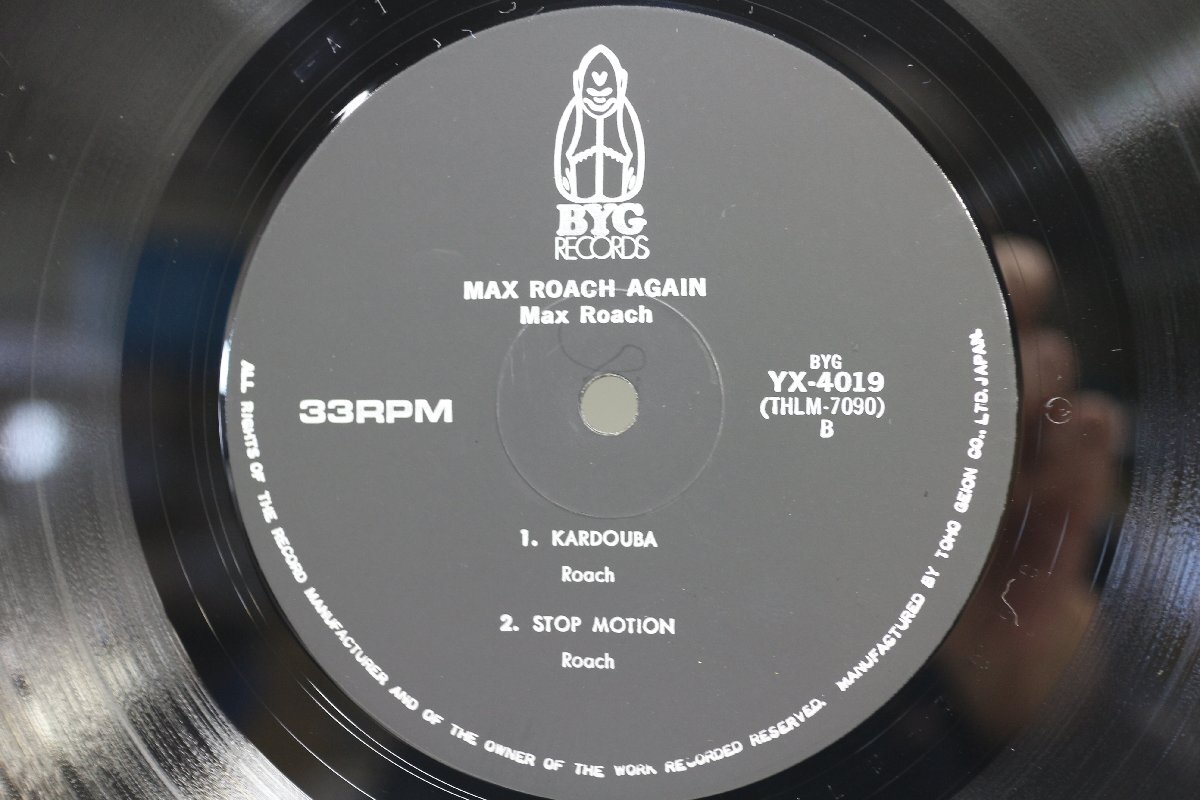 BYG
RECORDS
MAX ROACH AGAIN
Max Roach
33RPM
BYG
YX-4019
(THLM-7090)
B
1. KARDOUBA
Roach
2. STOP MOTION
Roach
ALL RIGHTS OF THE RECORD MANUFACTURER AND OF THE OWNER OF THE WORK RECORDED RESERVED. MANUFACTURED BY TOHO GEION CO., LTD. JAPAN.